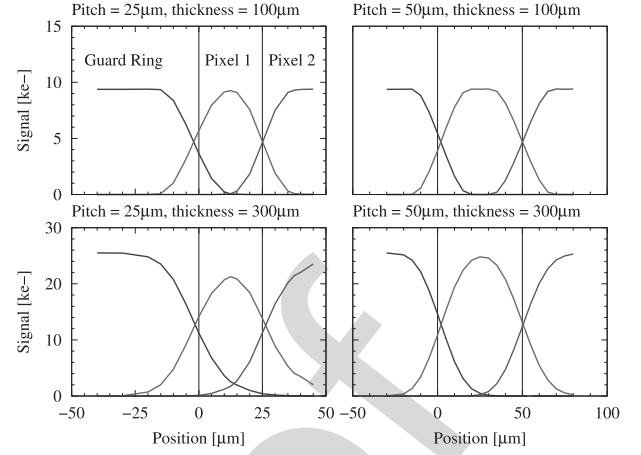 Pitch = 25μm, thickness = 100μm
Pitch = 50μm, thickness = 100μm
15
10
5
0
Signal [ke−]
Guard Ring
Pixel 1
Pixel 2
Pitch = 25μm, thickness = 300μm
Pitch = 50μm, thickness = 300μm
30
20
10
0
Signal [ke−]
−50
−25
0
25
50
−50
0
50
100
Position [μm]
Position [μm]